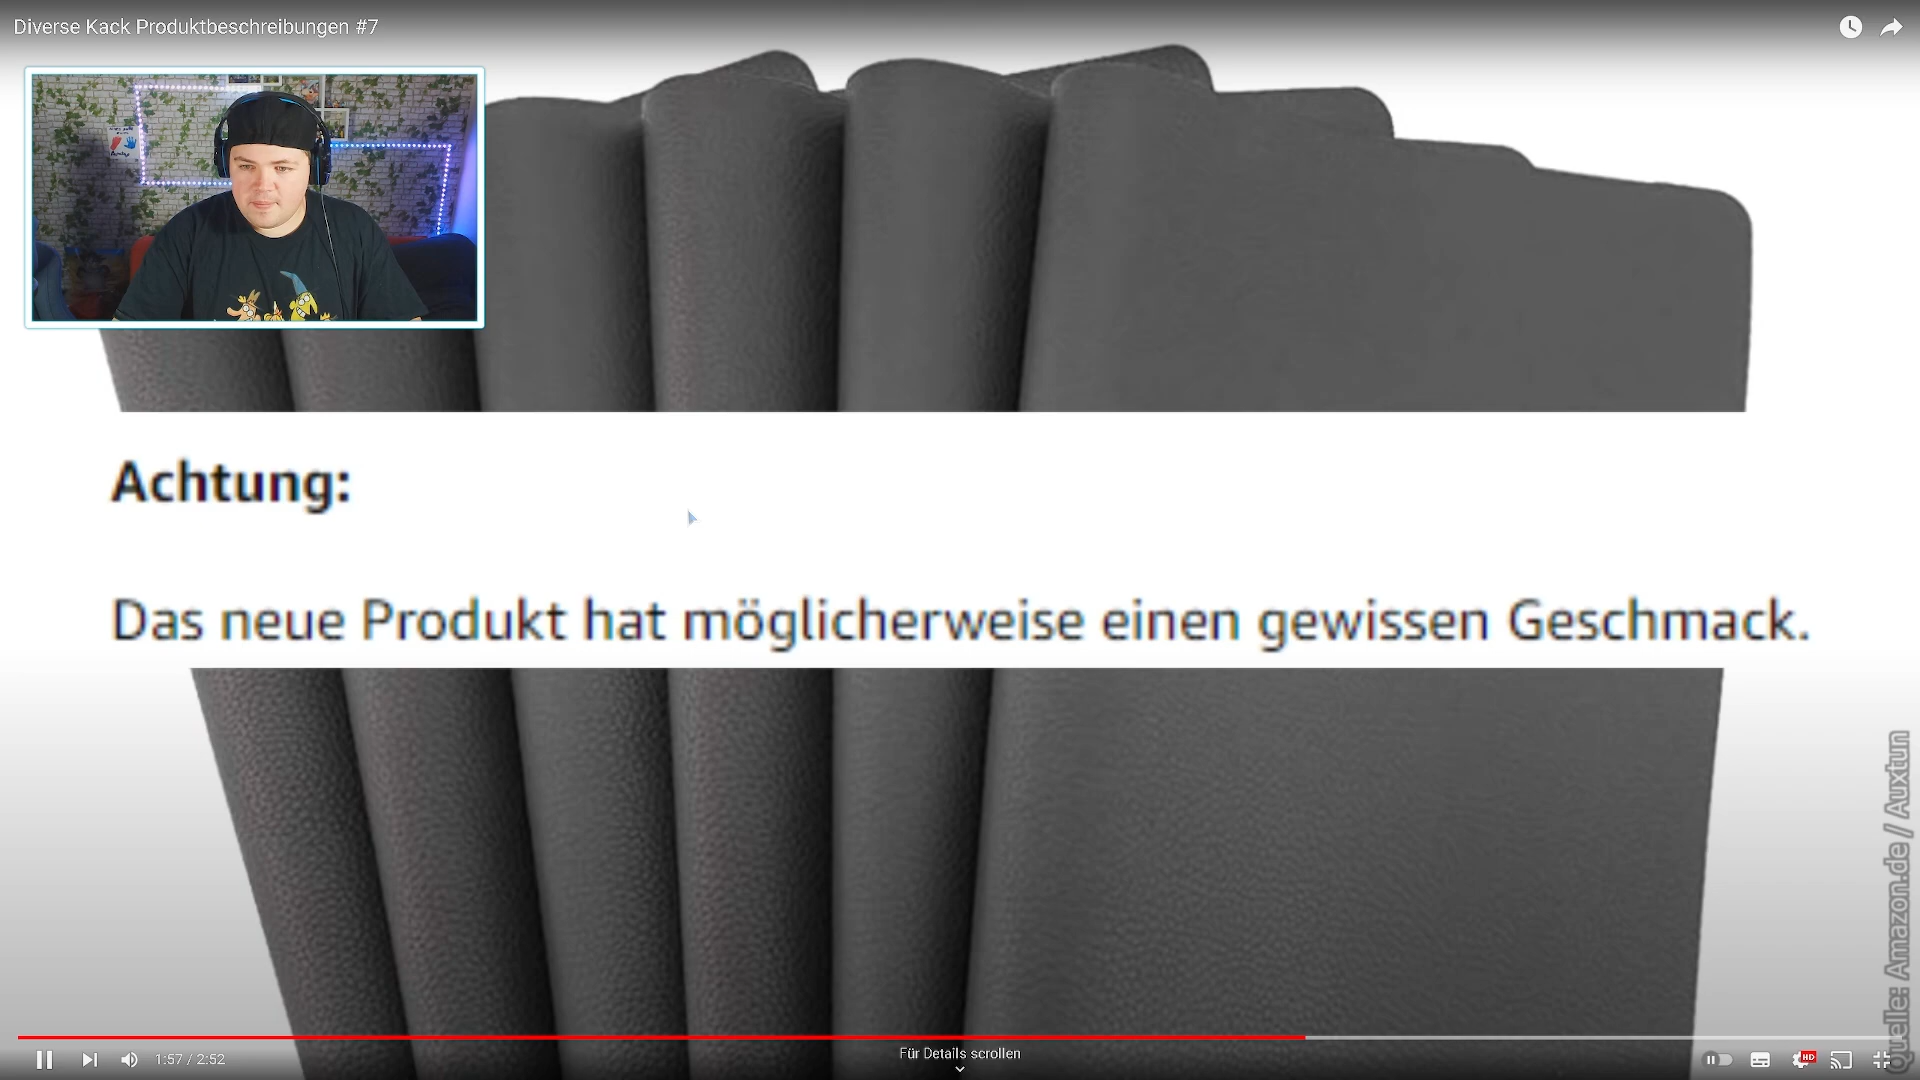 Diverse Kack Produktbeschreibungen #7
Achtung:
Das neue Produkt hat möglicherweise einen gewissen Geschmack.
Quelle: Amazon.de // Auxtun
1:57 / 2:52
Für Details scrollen
HD